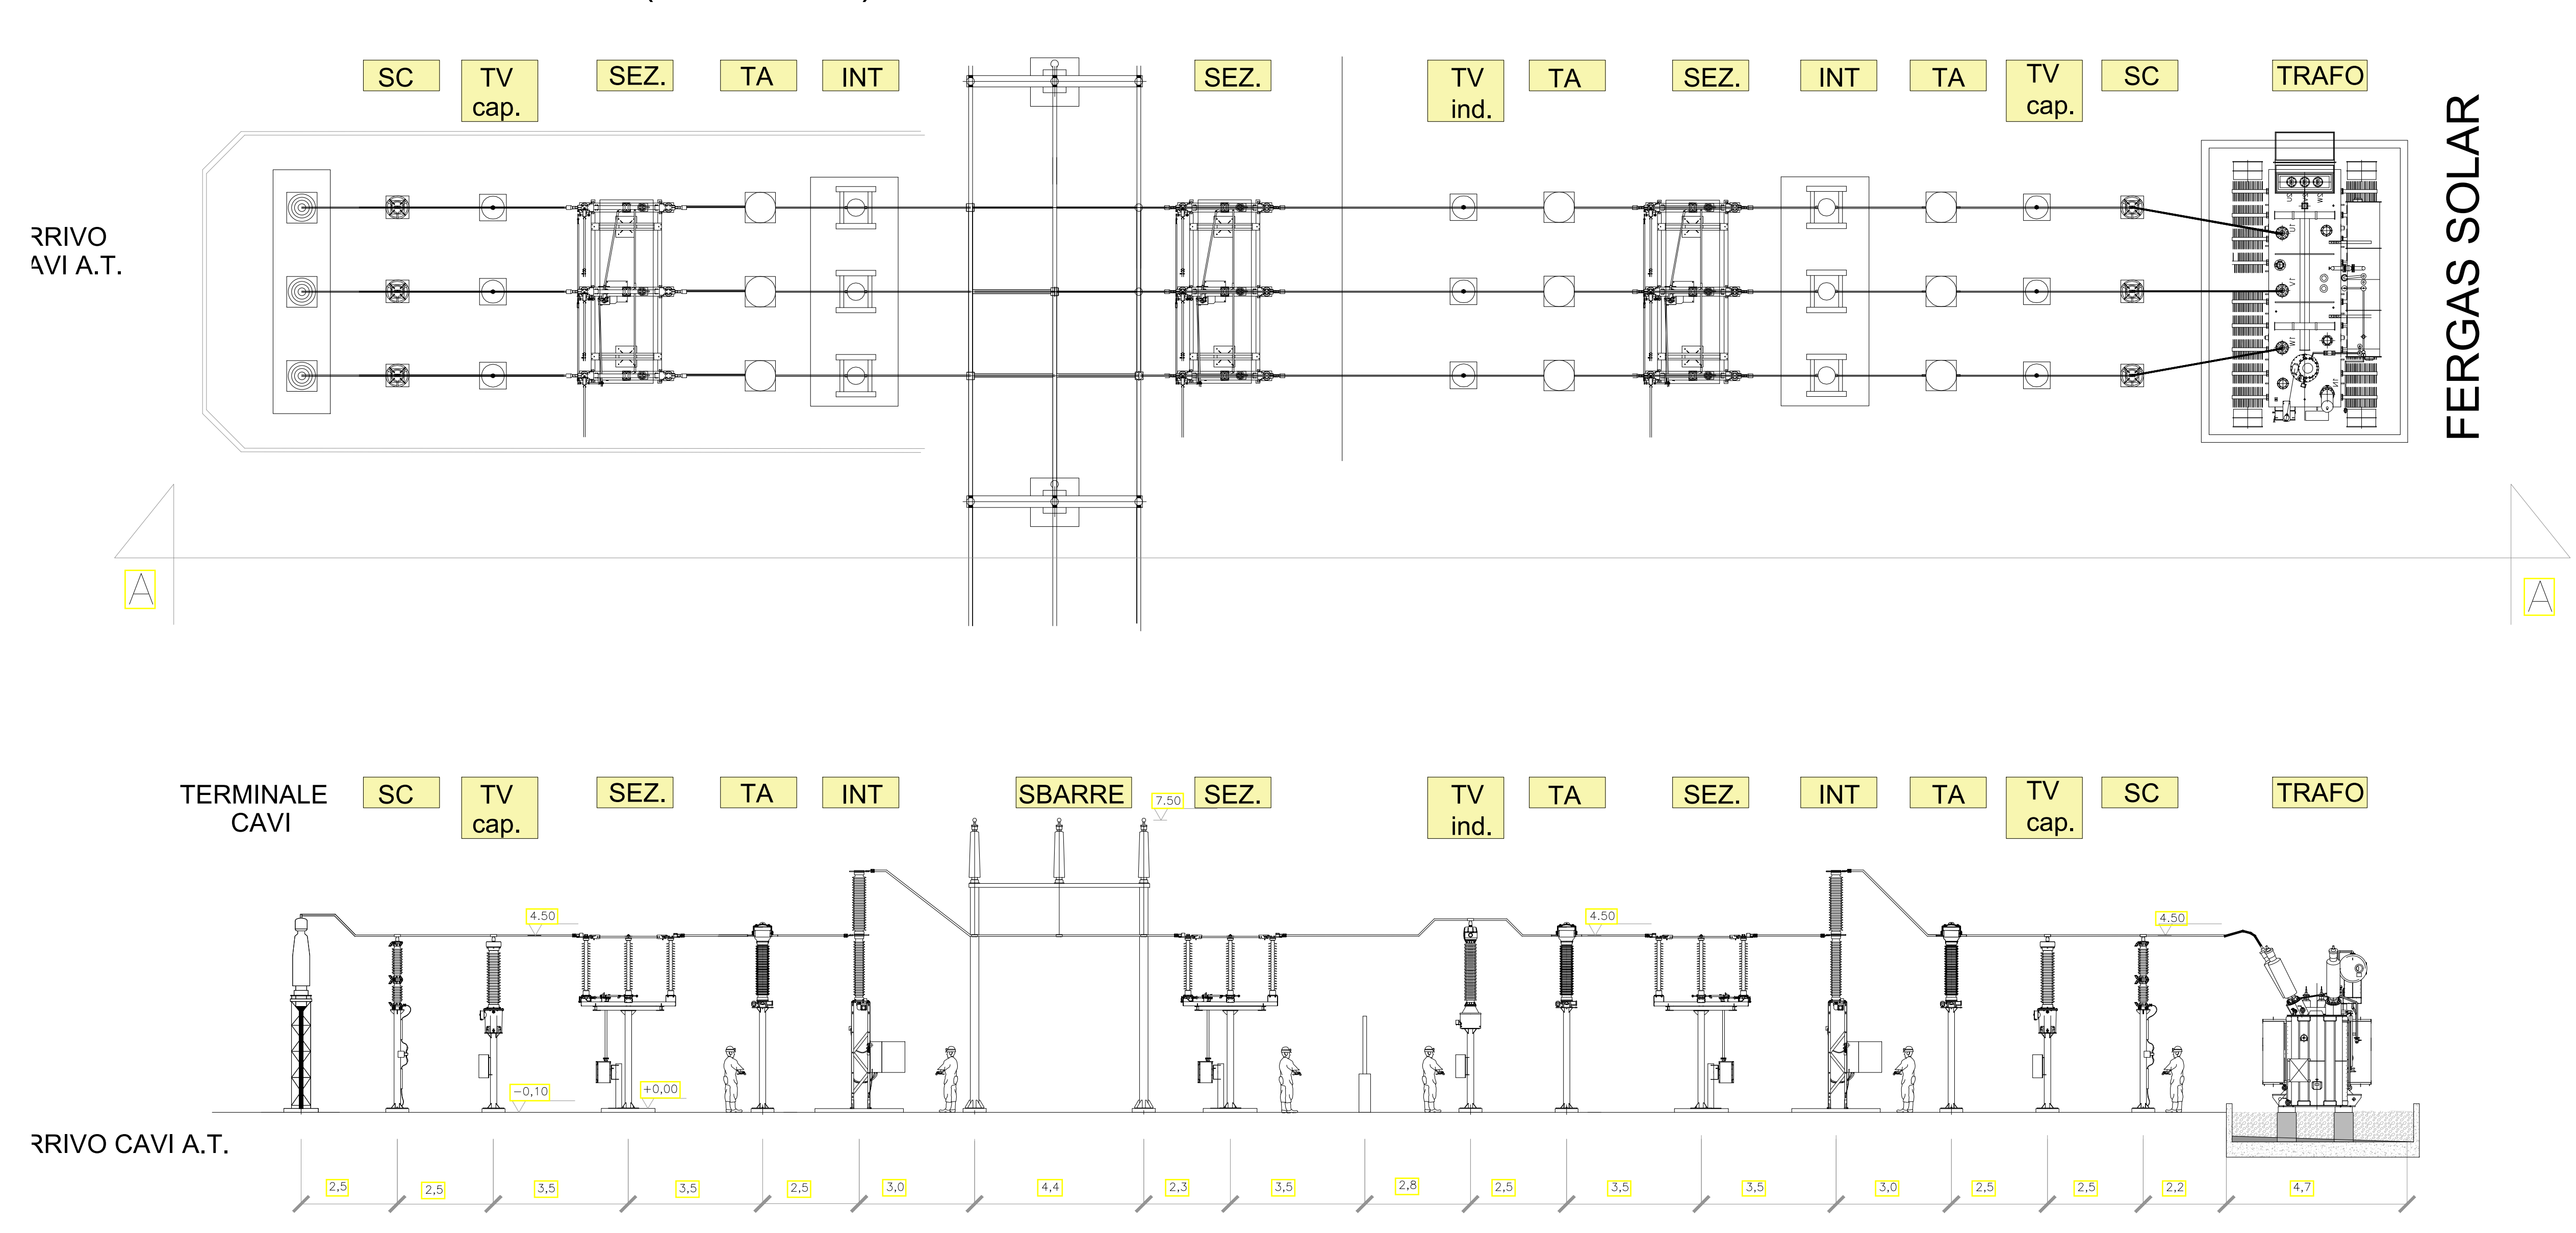 SC
TV
cap.
SEZ.
TA
INT
SEZ.
TV
ind.
TA
SEZ.
INT
TA
TV
cap.
SC
TRAFO
FERGAS SOLAR
RRIVO
AVI A.T.
A
A
TERMINALE
CAVI
SC
TV
cap.
SEZ.
TA
INT
SBARRE
7.50
SEZ.
TV
ind.
TA
SEZ.
INT
TA
TV
cap.
SC
TRAFO
4.50
4.50
4.50
-0,10
+0,00
RRIVO CAVI A.T.
2,5
2,5
3,5
3,5
2,5
3,0
4,4
2,3
3,5
2,8
2,5
3,5
3,5
3,0
2,5
2,5
2,2
4,7